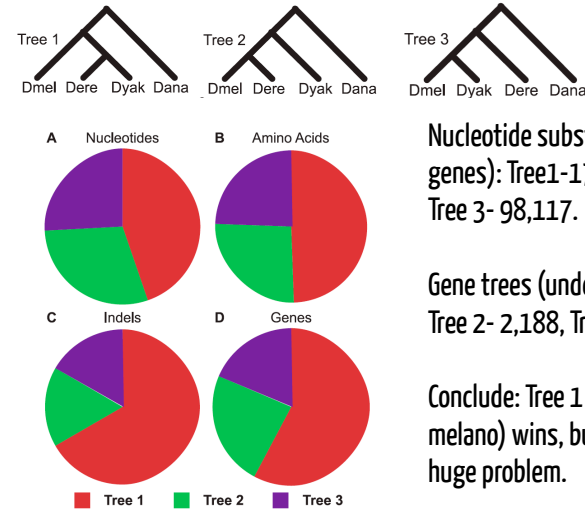 Tree 1
Tree 2
Tree 3
Dmel Dere Dyak Dana
Dmel Dere Dyak Dana
Dmel Dyak Dere Dana
A Nucleotides
B Amino Acids
C Indels
D Genes
Tree 1 Tree 2 Tree 3
Nucleotide subst
genes): Tree1-1
Tree 3- 98,117.
Gene trees (unde
Tree 2- 2,188, Tr
Conclude: Tree 1
melano) wins, bu
huge problem.